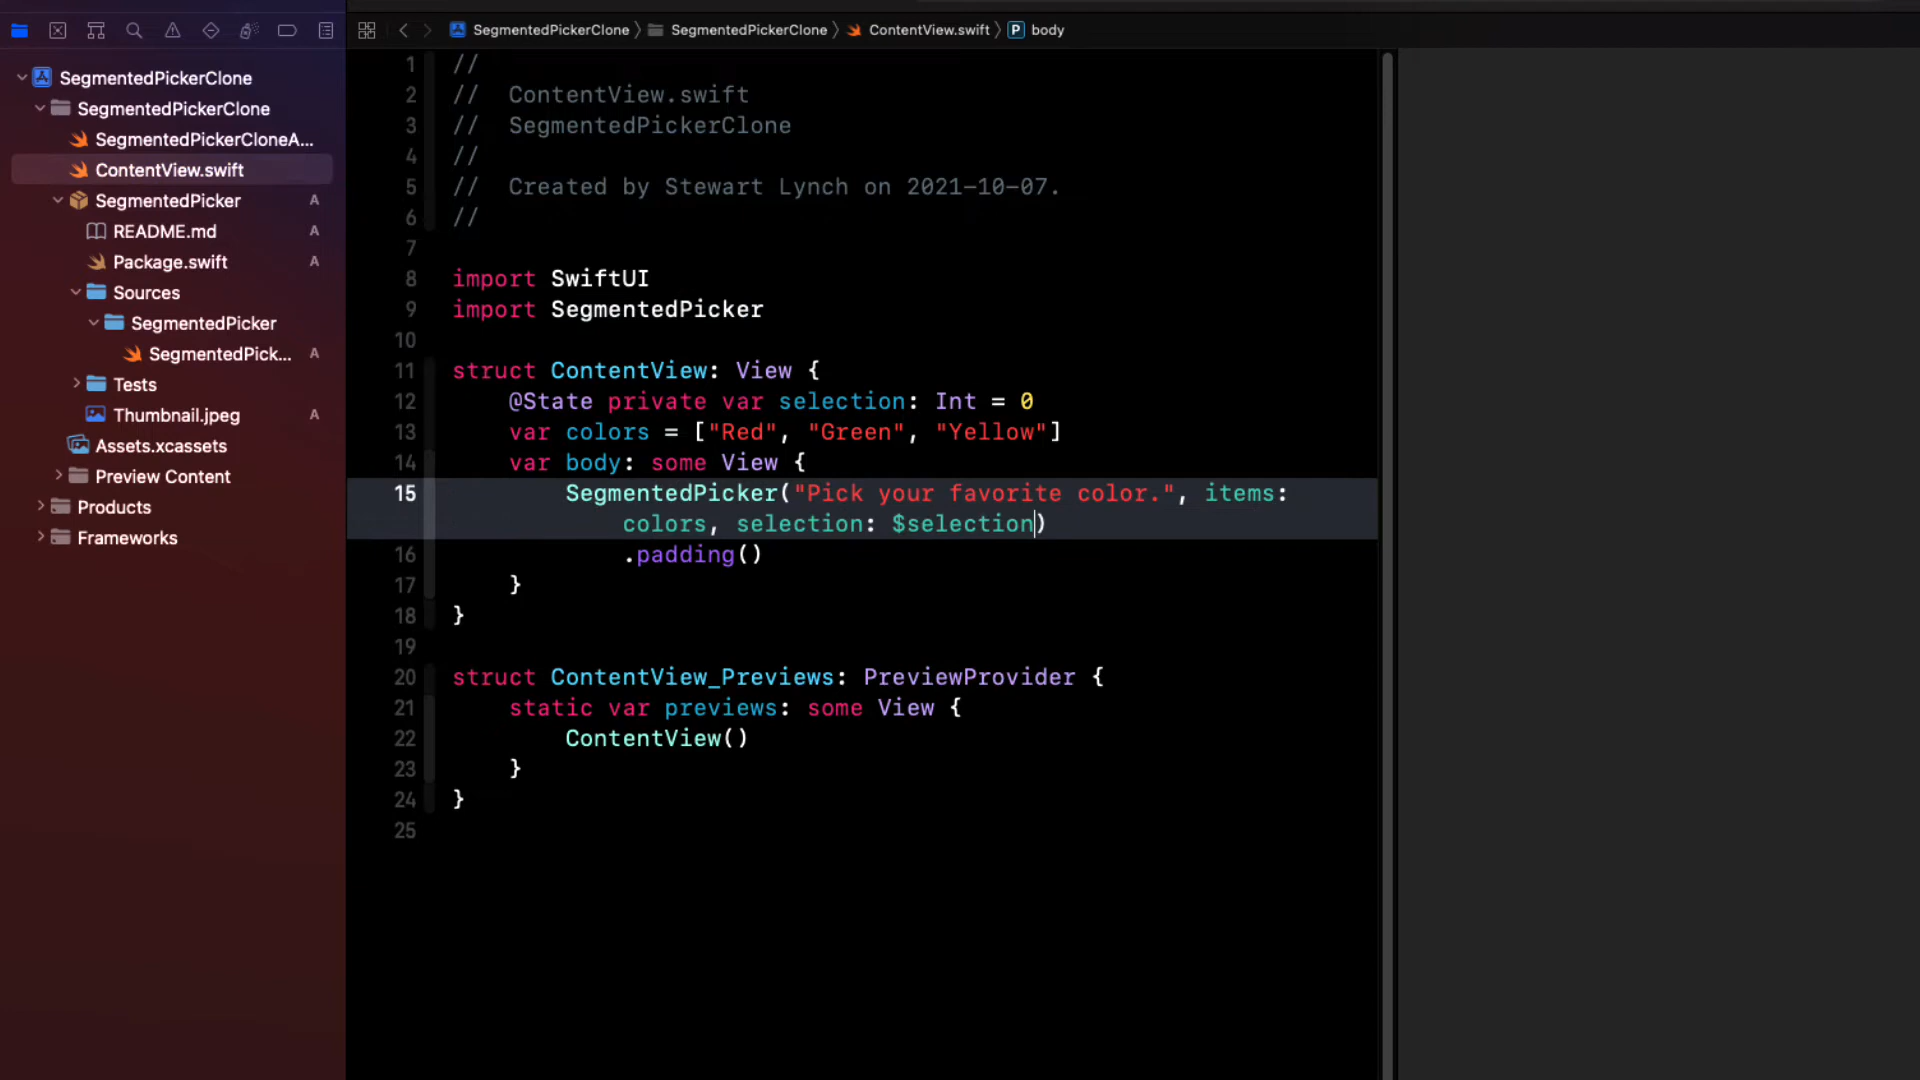 SegmentedPickerClone
SegmentedPickerClone
ContentView.swift
P body
SegmentedPickerClone
SegmentedPickerClone
SegmentedPickerCloneA...
ContentView.swift
SegmentedPicker A
README.md A
Package.swift A
Sources
SegmentedPicker
SegmentedPick... A
Tests
Thumbnail.jpeg A
Assets.xcassets
Preview Content
Products
Frameworks
1 //
2 //  ContentView.swift
3 //  SegmentedPickerClone
4 //
5 //  Created by Stewart Lynch on 2021-10-07.
6 //
7
8 import SwiftUI
9 import SegmentedPicker
10
11 struct ContentView: View {
12     @State private var selection: Int = 0
13     var colors = ["Red", "Green", "Yellow"]
14     var body: some View {
15         SegmentedPicker("Pick your favorite color.", items:
            colors, selection: $selection)
16             .padding()
17     }
18 }
19
20 struct ContentView_Previews: PreviewProvider {
21     static var previews: some View {
22         ContentView()
23     }
24 }
25